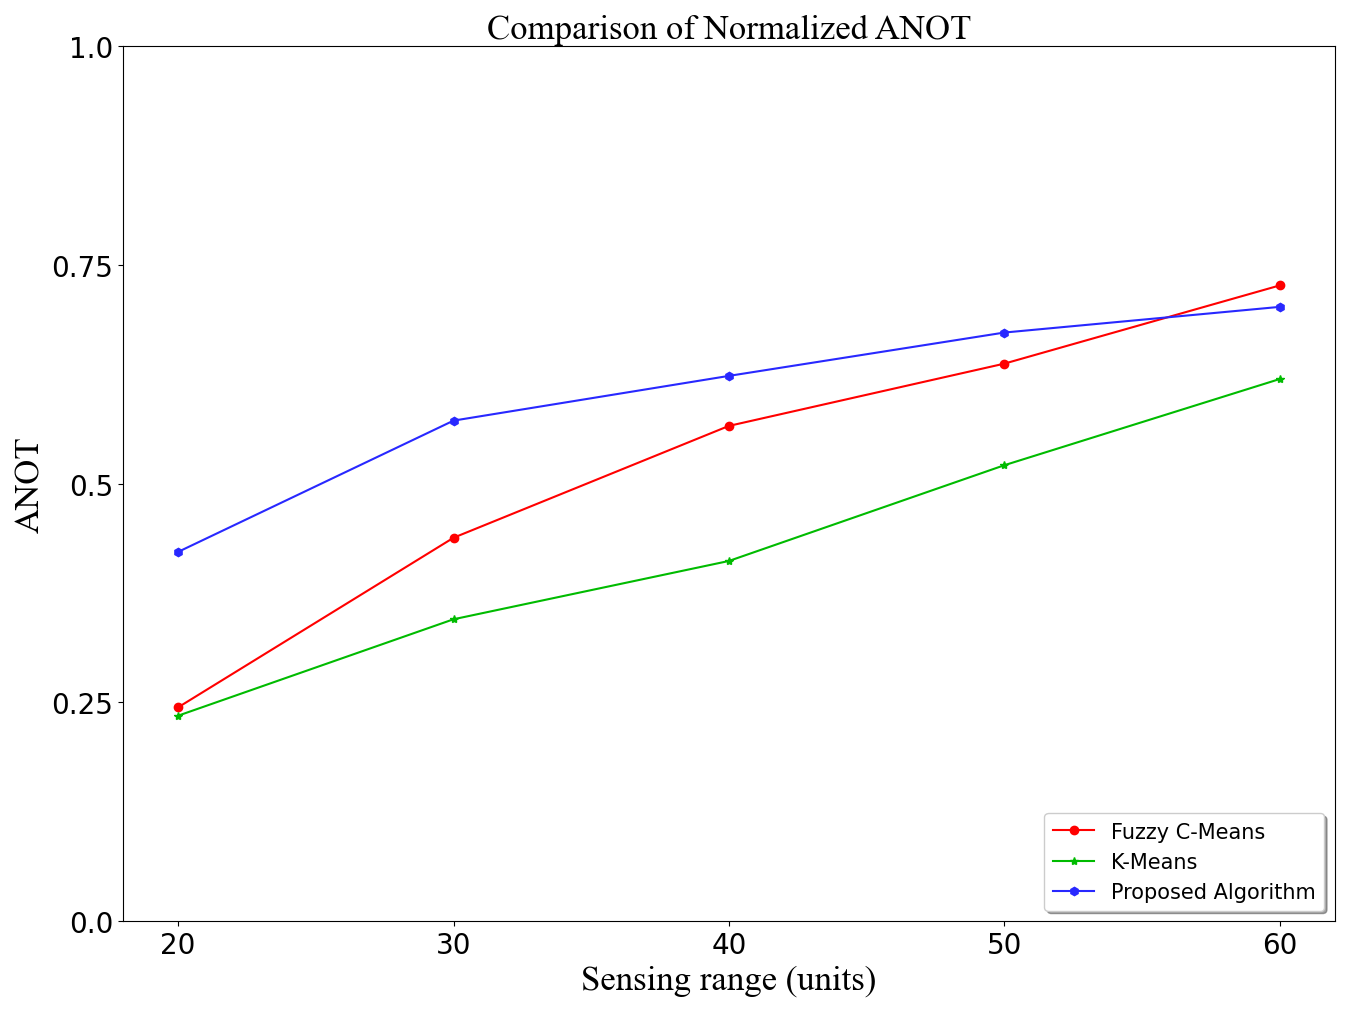 Comparison of Normalized ANOT
1.0
0.75
0.5
0.25
0.0
ANOT
20 30 40 50 60
Sensing range (units)
Fuzzy C-Means
K-Means
Proposed Algorithm